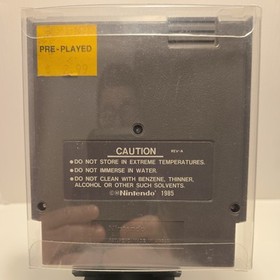 PRE-PLAYED
CAUTION
REV-A
● DO NOT STORE IN EXTREME TEMPERATURES.
● DO NOT IMMERSE IN WATER.
● DO NOT CLEAN WITH BENZENE, THINNER,
ALCOHOL OR OTHER SUCH SOLVENTS.
©® Nintendo 1985